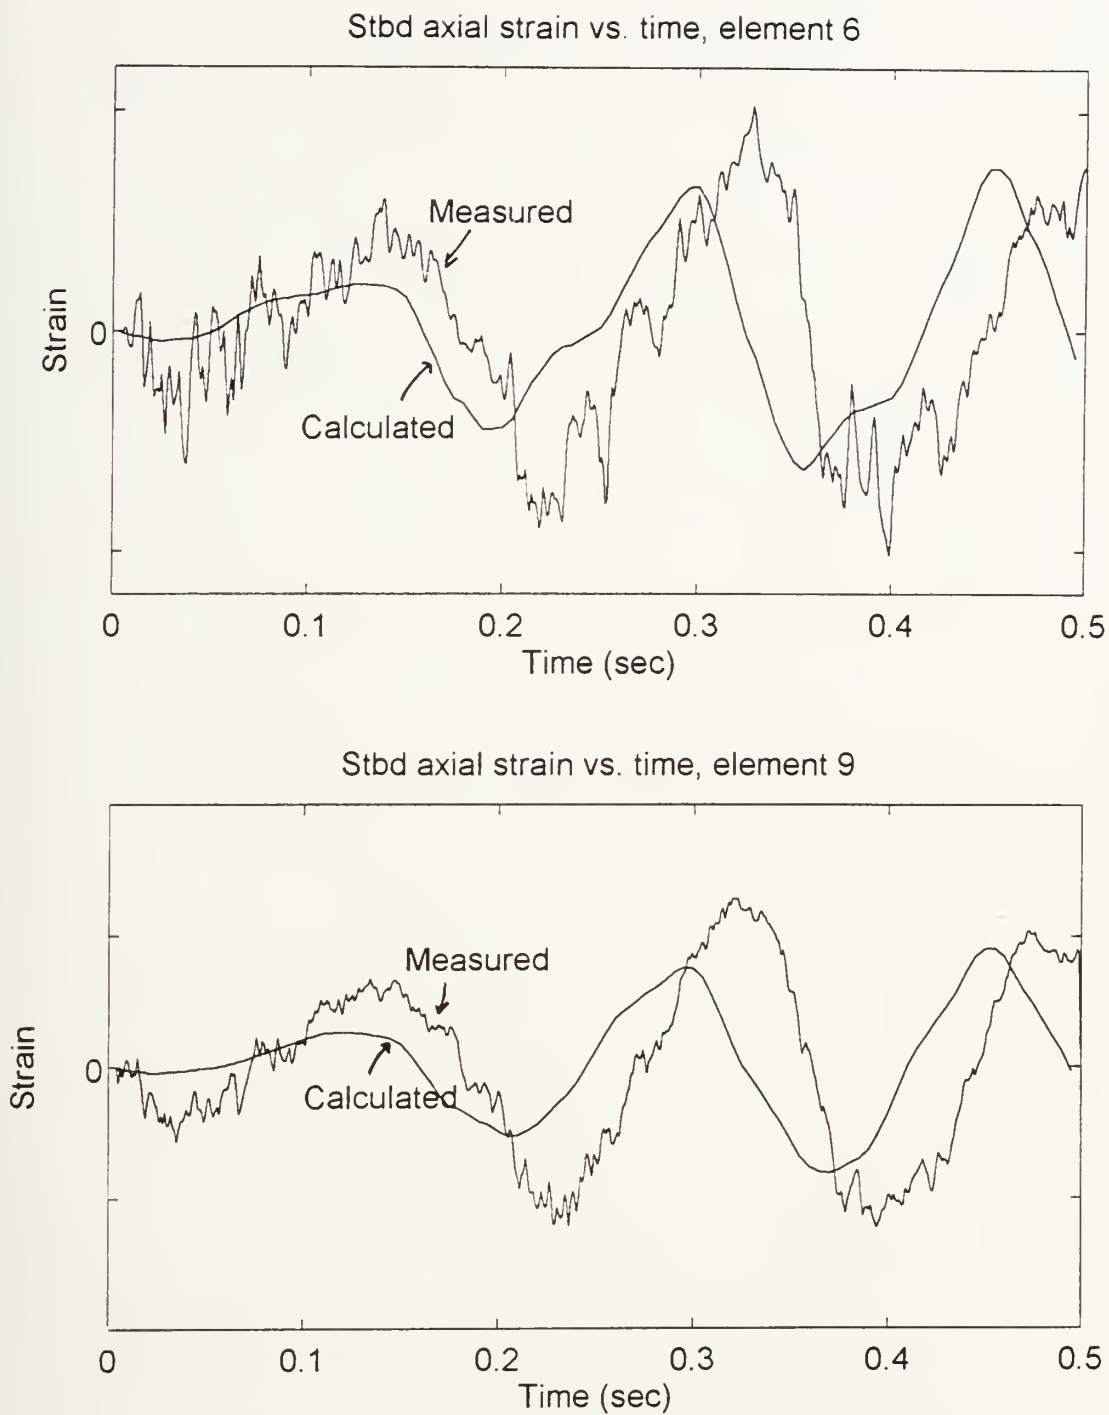 Stbd axial strain vs. time, element 6
Measured
Strain
0
Calculated
0 0.1 0.2 0.3 0.4 0.5
Time (sec)
Stbd axial strain vs. time, element 9
Measured
Strain
0
Calculated
0 0.1 0.2 0.3 0.4 0.5
Time (sec)